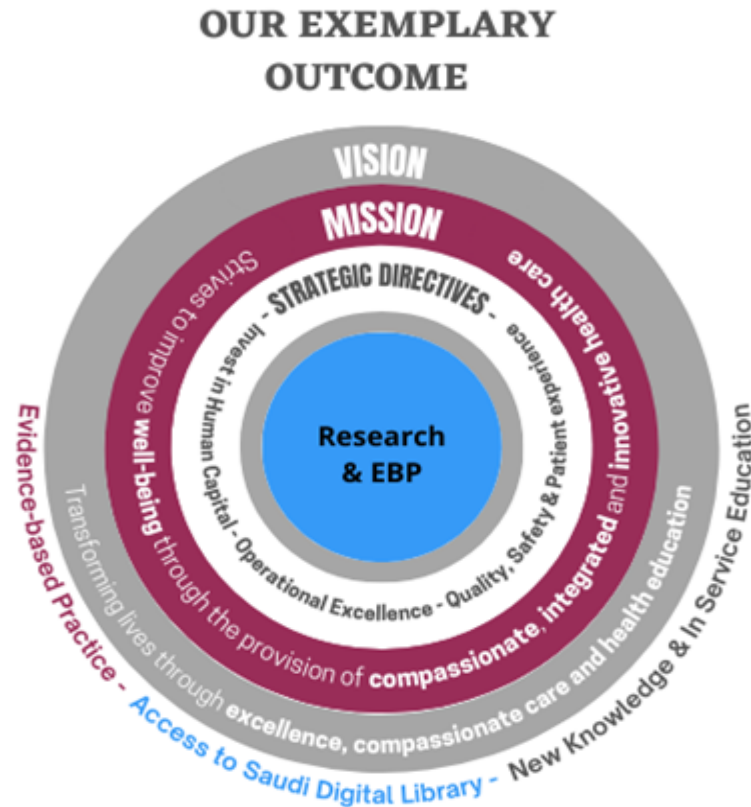 OUR EXEMPLARY
OUTCOME
VISION
Transforming lives through excellence, compassionate care and health education
MISSION
Strives to improve well-being through the provision of compassionate, integrated and innovative health care
- STRATEGIC DIRECTIVES -
Invest in Human Capital - Operational Excellence - Quality, Safety & Patient experience
Research
& EBP
Evidence-based Practice - Access to Saudi Digital Library - New Knowledge & In Service Education